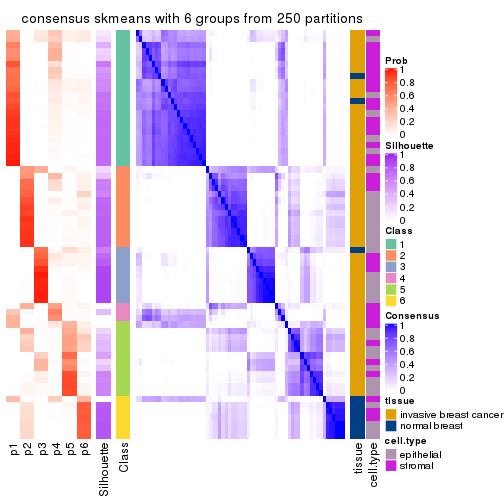 consensus skmeans with 6 groups from 250 partitions
p1
p2
p3
p4
p5
p6
Silhouette
Class
tissue
cell.type
Prob
1
0.8
0.6
0.4
0.2
0
Silhouette
1
0.8
0.6
0.4
0.2
0
Class
1
2
3
4
5
6
Consensus
1
0.8
0.6
0.4
0.2
0
tissue
invasive breast cancer
normal breast
cell.type
epithelial
stromal